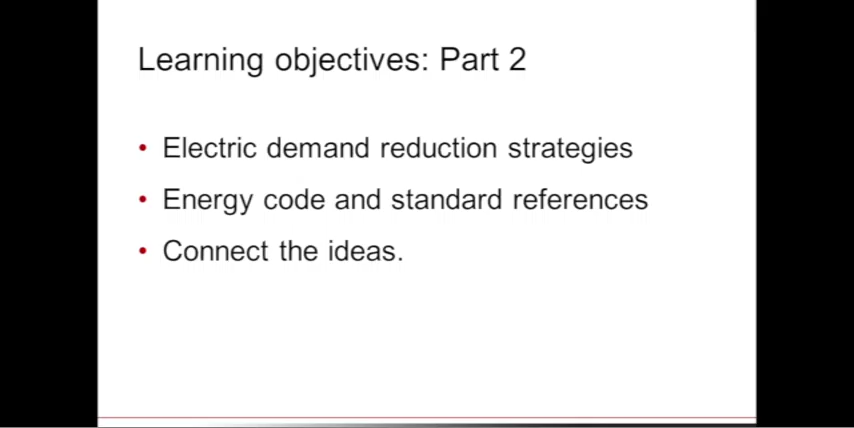 Learning objectives: Part 2
• Electric demand reduction strategies
• Energy code and standard references
• Connect the ideas.